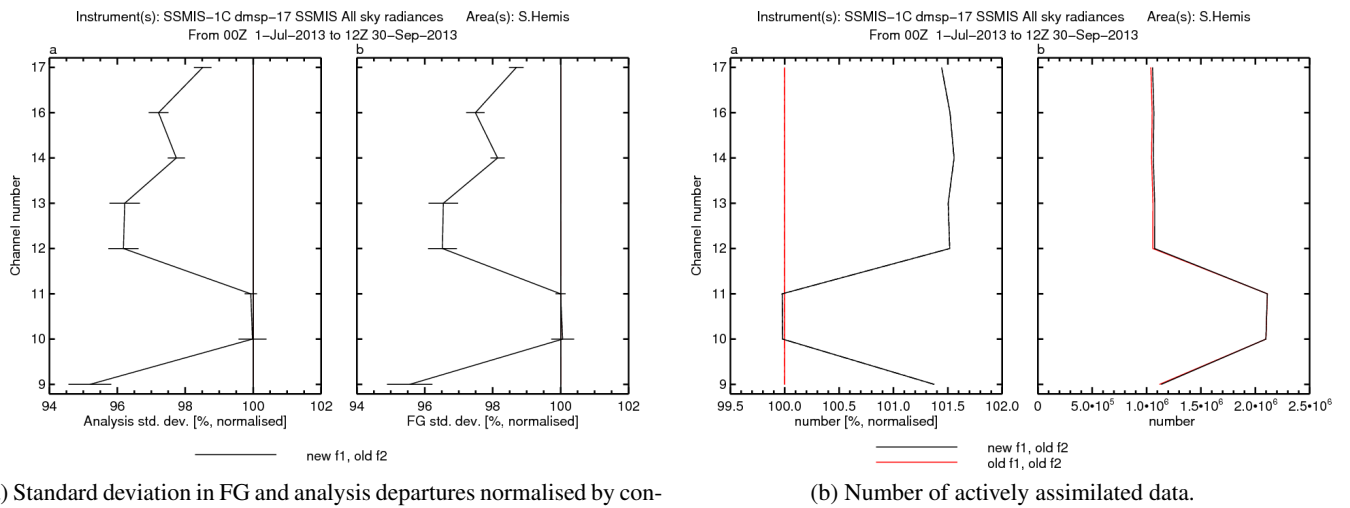 Instrument(s): SSMIS−1C dmsp−17 SSMIS All sky radiances Area(s): S.Hemis
From 00Z 1−Jul−2013 to 12Z 30−Sep−2013
a
b
17
16
14
13
12
11
10
9
Channel number
94 96 98 100 102
94 96 98 100 102
Analysis std. dev. [%, normalised]
FG std. dev. [%, normalised]
new f1, old f2
) Standard deviation in FG and analysis departures normalised by con-
Instrument(s): SSMIS−1C dmsp−17 SSMIS All sky radiances Area(s): S.Hemis
From 00Z 1−Jul−2013 to 12Z 30−Sep−2013
a
b
17
16
14
13
12
11
10
9
Channel number
99.5 100.0 100.5 101.0 101.5 102.0
0 5.0•10⁵ 1.0•10⁶ 1.5•10⁶ 2.0•10⁶ 2.5•10⁶
number [%, normalised]
number
new f1, old f2
old f1, old f2
(b) Number of actively assimilated data.